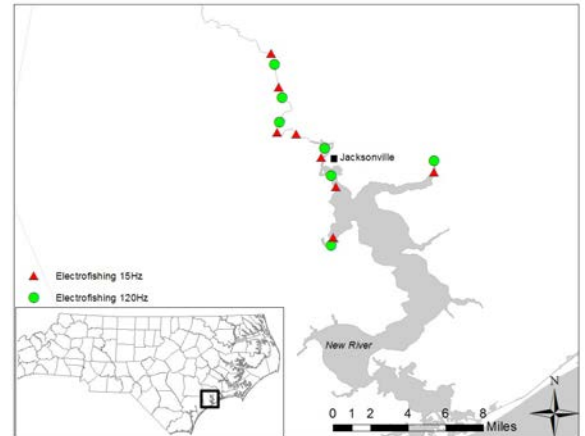 Jacksonville
Electrofishing 15Hz
Electrofishing 120Hz
New River
N
0 1 2 4 6 8
Miles